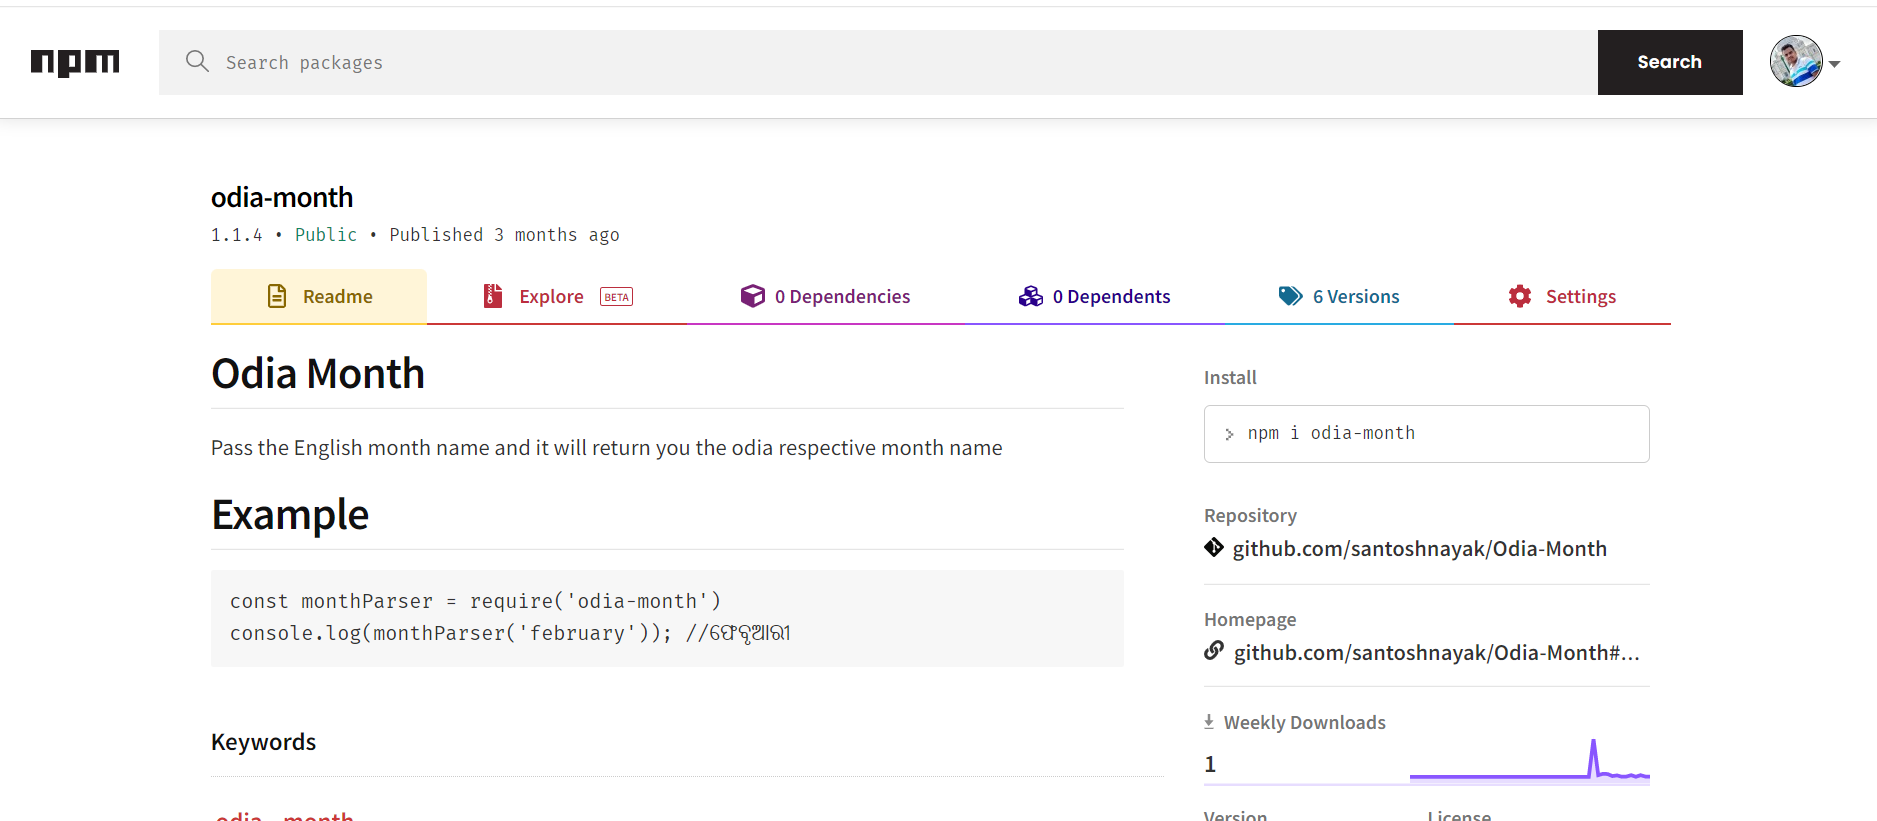 npm
Search packages
Search
odia-month
1.1.4 • Public • Published 3 months ago
Readme
Explore BETA
0 Dependencies
0 Dependents
6 Versions
Settings
Odia Month
Pass the English month name and it will return you the odia respective month name
Example
const monthParser = require('odia-month')
console.log(monthParser('february')); //ଫେବୃଆରୀ
Keywords
odia month
Install
> npm i odia-month
Repository
github.com/santoshnayak/Odia-Month
Homepage
github.com/santoshnayak/Odia-Month#...
Weekly Downloads
1
Version
License